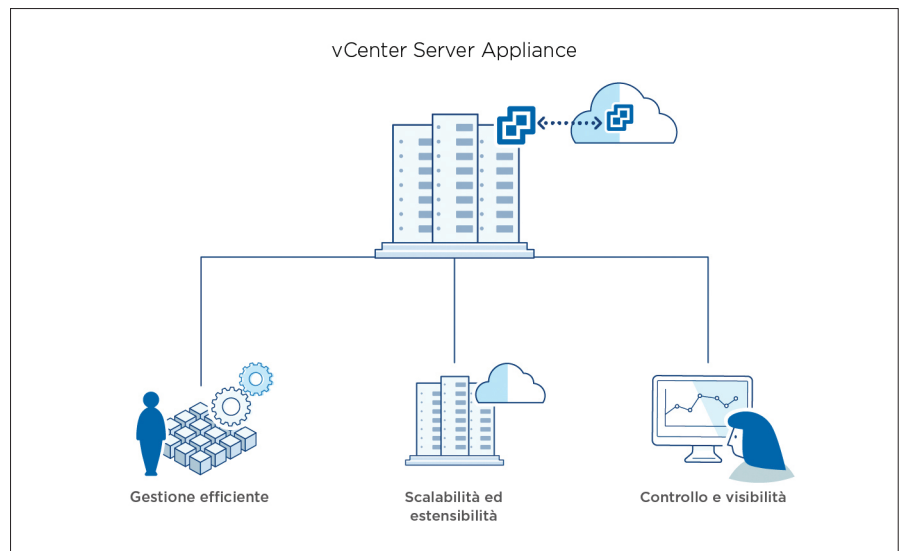 vCenter Server Appliance
Gestione efficiente
Scalabilità ed
estensibilità
Controllo e visibilità